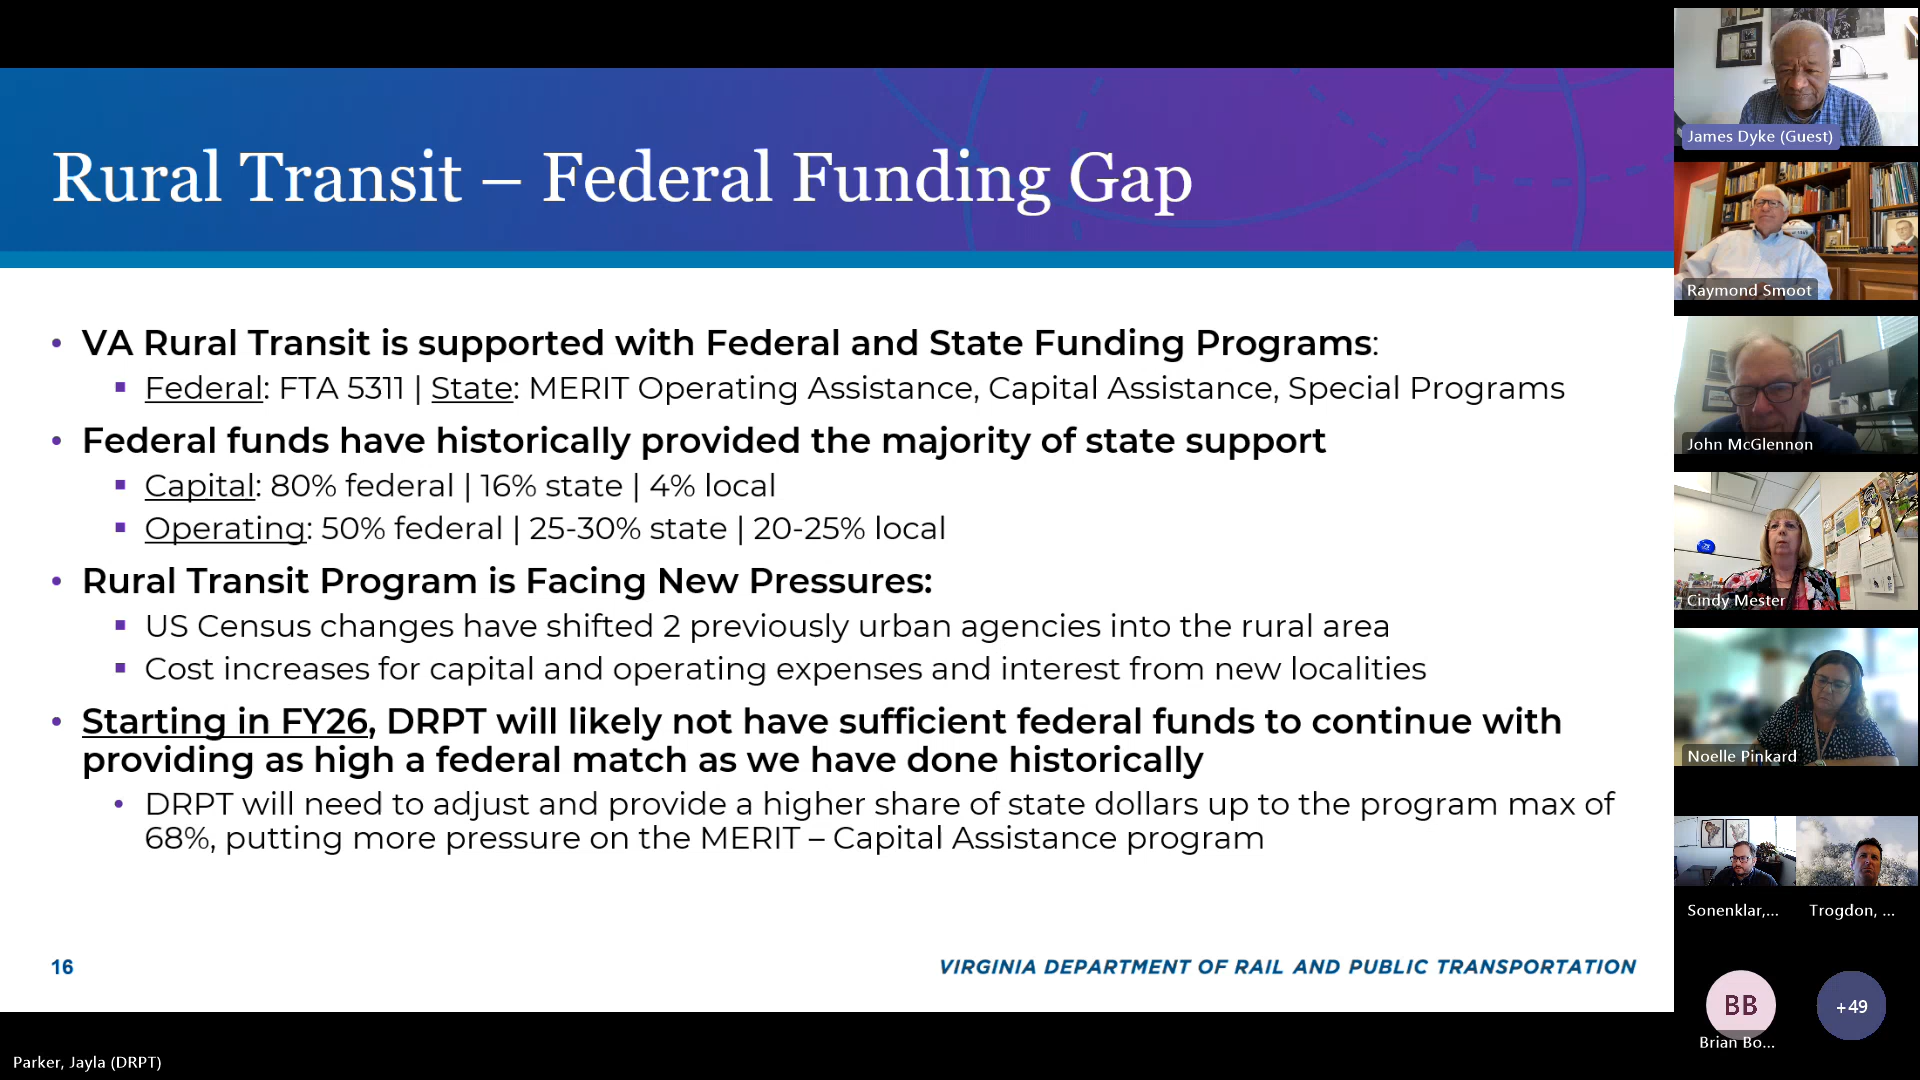 Rural Transit – Federal Funding Gap
• VA Rural Transit is supported with Federal and State Funding Programs:
▪ Federal: FTA 5311 | State: MERIT Operating Assistance, Capital Assistance, Special Programs
• Federal funds have historically provided the majority of state support
▪ Capital: 80% federal | 16% state | 4% local
▪ Operating: 50% federal | 25-30% state | 20-25% local
• Rural Transit Program is Facing New Pressures:
▪ US Census changes have shifted 2 previously urban agencies into the rural area
▪ Cost increases for capital and operating expenses and interest from new localities
• Starting in FY26, DRPT will likely not have sufficient federal funds to continue with
providing as high a federal match as we have done historically
• DRPT will need to adjust and provide a higher share of state dollars up to the program max of
68%, putting more pressure on the MERIT – Capital Assistance program
16
VIRGINIA DEPARTMENT OF RAIL AND PUBLIC TRANSPORTATION
Parker, Jayla (DRPT)
James Dyke (Guest)
Raymond Smoot
John McGlennon
Cindy Mester
Noelle Pinkard
Sonenklar,...
Trogdon, ...
BB
Brian Bo...
+49